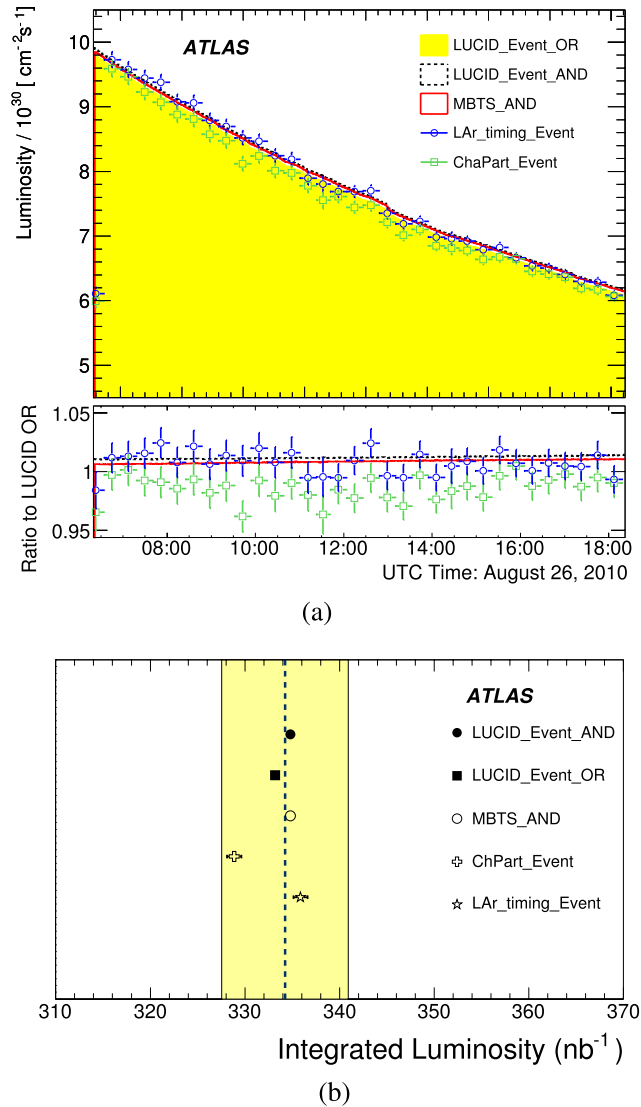 ATLAS
LUCID_Event_OR
LUCID_Event_AND
MBTS_AND
LAr_timing_Event
ChaPart_Event
Luminosity / 10³⁰ [ cm⁻²s⁻¹ ]
10
9
8
7
6
5
Ratio to LUCID OR
1.05
1
0.95
08:00 10:00 12:00 14:00 16:00 18:00
UTC Time: August 26, 2010
(a)
ATLAS
LUCID_Event_AND
LUCID_Event_OR
MBTS_AND
ChPart_Event
LAr_timing_Event
310 320 330 340 350 360 370
Integrated Luminosity (nb⁻¹)
(b)